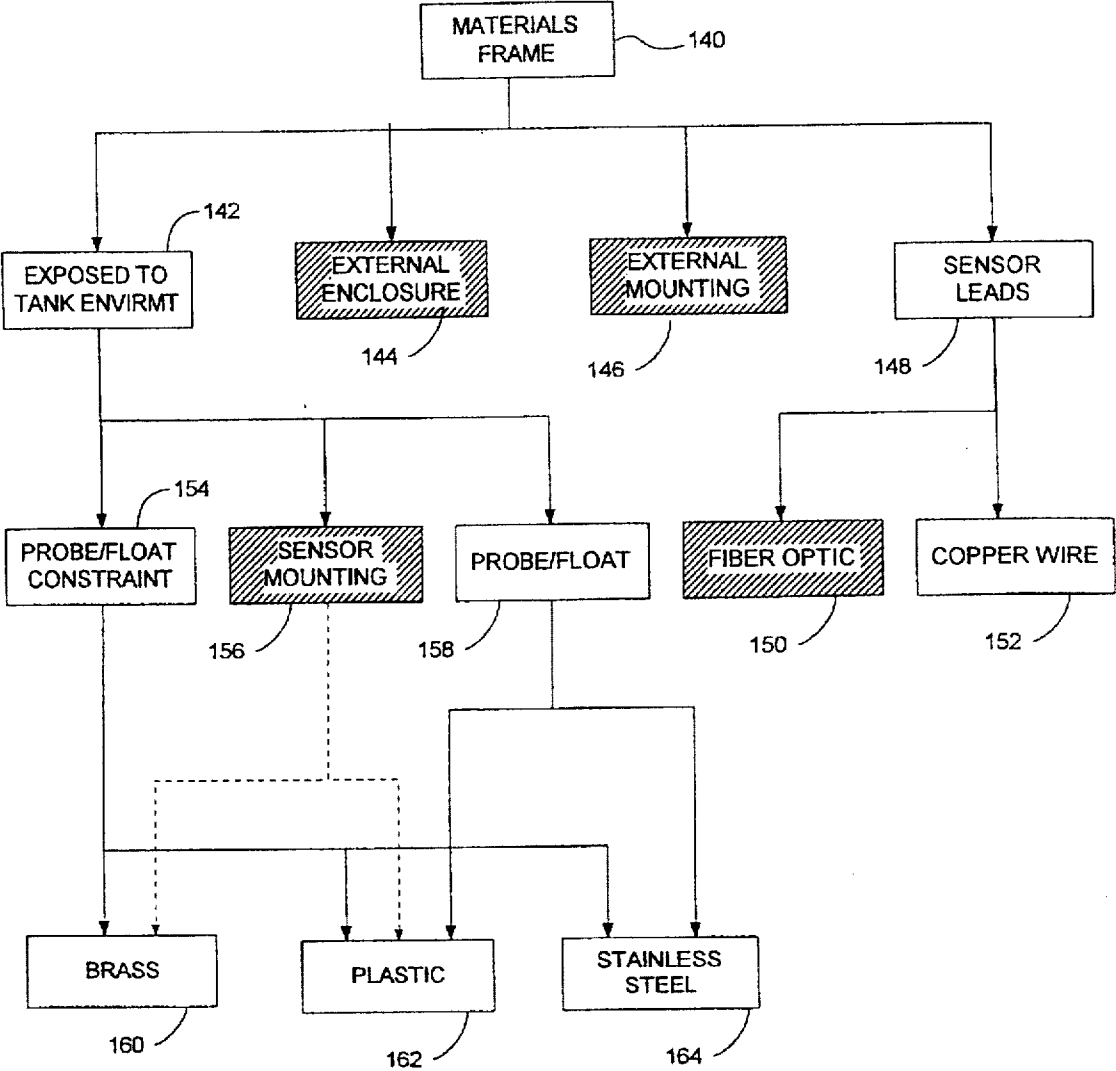 MATERIALS
FRAME
140
142
EXPOSED TO
TANK ENVIRMT
EXTERNAL
ENCLOSURE
144
EXTERNAL
MOUNTING
146
SENSOR
LEADS
148
154
PROBE/FLOAT
CONSTRAINT
SENSOR
MOUNTING
156
PROBE/FLOAT
158
FIBER OPTIC
150
COPPER WIRE
152
BRASS
160
PLASTIC
162
STAINLESS
STEEL
164